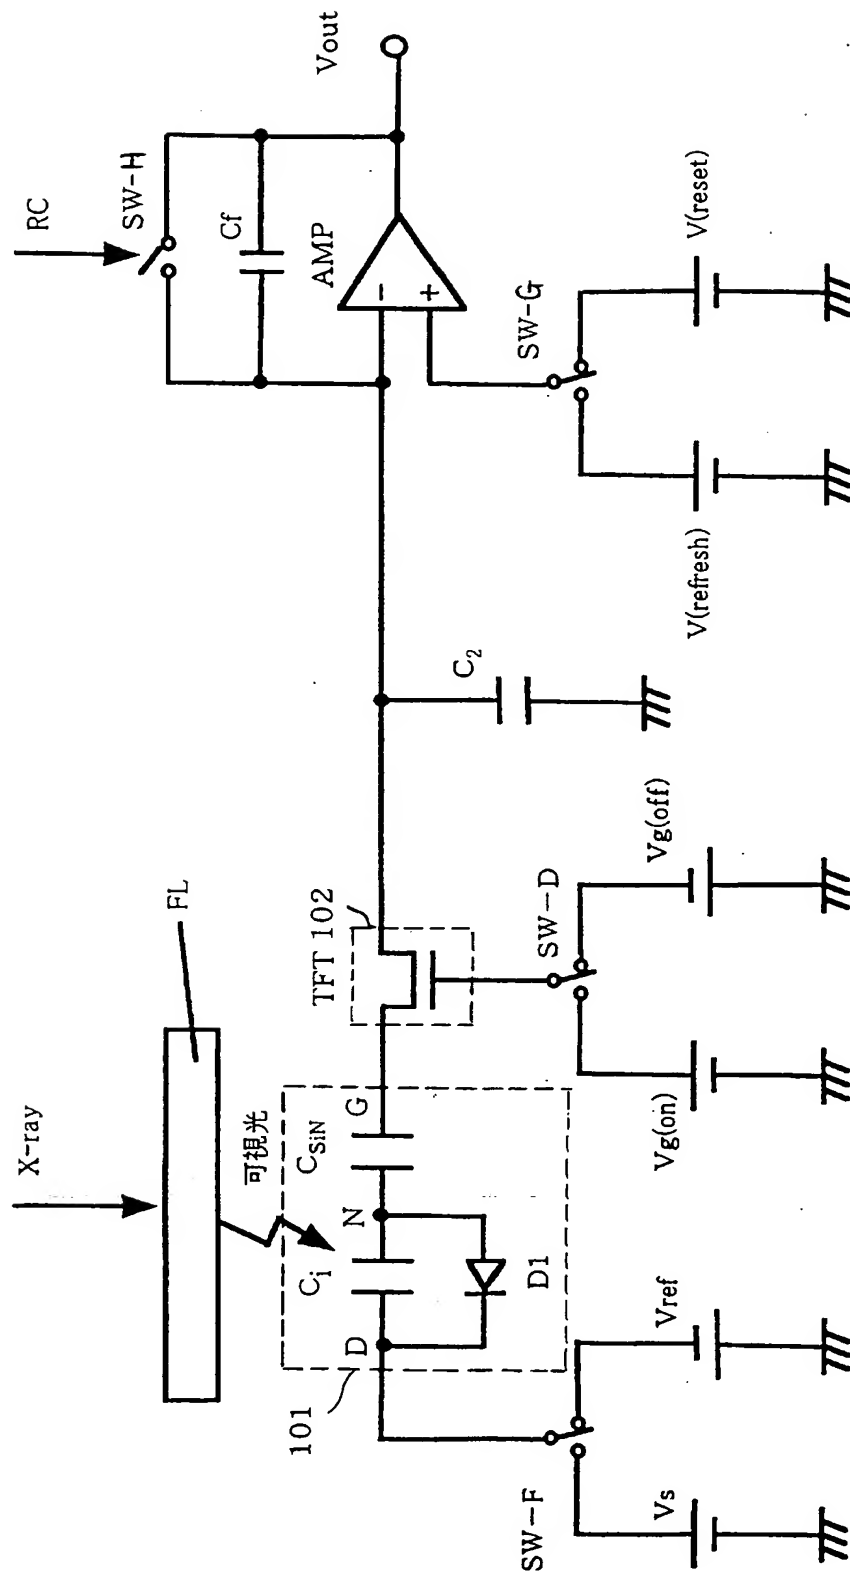 X-ray
FL
可視光
101
D
Ci
N
CSiN
G
D1
TFT 102
SW-F
Vs
Vref
SW-D
Vg(on)
Vg(off)
C2
RC
SW-H
Cf
AMP
−
+
Vout
SW-G
V(refresh)
V(reset)